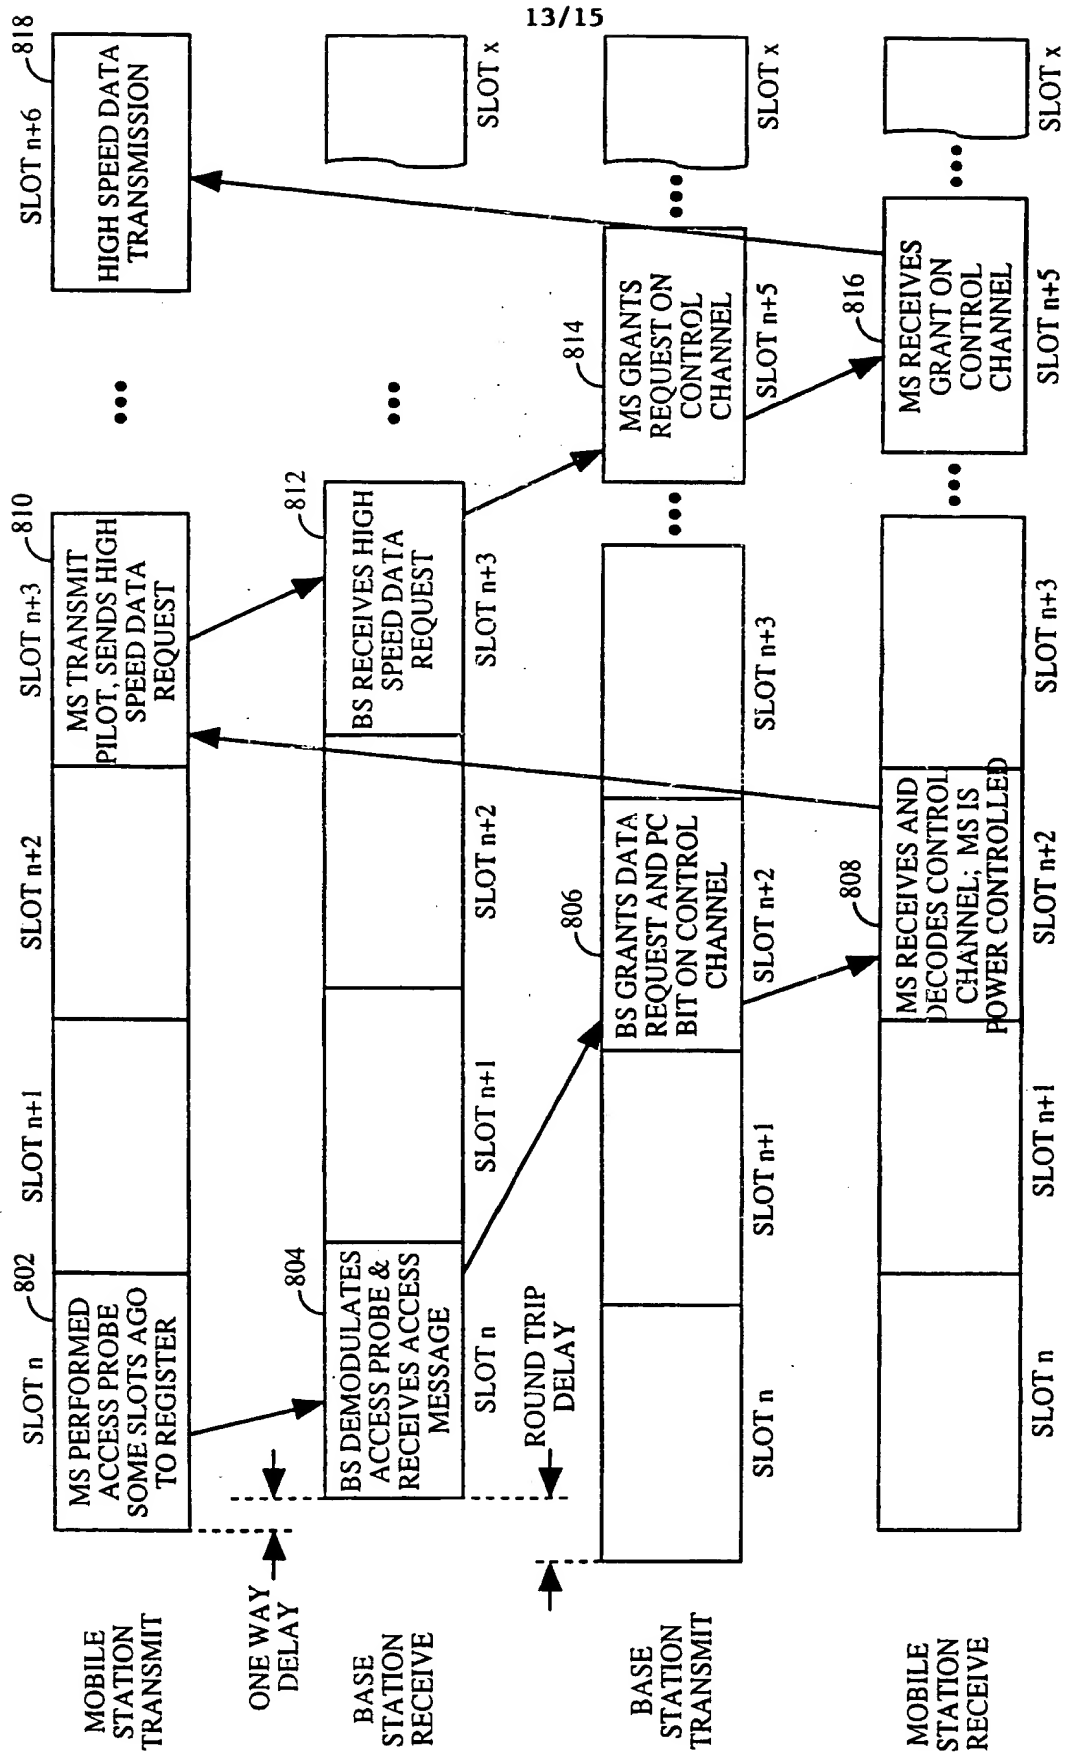 13/15
MOBILE
STATION
TRANSMIT
SLOT n
802
MS PERFORMED
ACCESS PROBE
SOME SLOTS AGO
TO REGISTER
SLOT n+1
SLOT n+2
SLOT n+3
810
MS TRANSMIT
PILOT, SENDS HIGH
SPEED DATA
REQUEST
•••
SLOT n+6
818
HIGH SPEED DATA
TRANSMISSION
ONE WAY
DELAY
BASE
STATION
RECEIVE
804
BS DEMODULATES
ACCESS PROBE &
RECEIVES ACCESS
MESSAGE
SLOT n
SLOT n+1
SLOT n+2
812
BS RECEIVES HIGH
SPEED DATA
REQUEST
SLOT n+3
•••
SLOT x
ROUND TRIP
DELAY
BASE
STATION
TRANSMIT
SLOT n
SLOT n+1
806
BS GRANTS DATA
REQUEST AND PC
BIT ON CONTROL
CHANNEL
SLOT n+2
SLOT n+3
•••
814
MS GRANTS
REQUEST ON
CONTROL
CHANNEL
SLOT n+5
•••
SLOT x
MOBILE
STATION
RECEIVE
SLOT n
SLOT n+1
808
MS RECEIVES AND
DECODES CONTROL
CHANNEL; MS IS
POWER CONTROLLED
SLOT n+2
SLOT n+3
•••
816
MS RECEIVES
GRANT ON
CONTROL
CHANNEL
SLOT n+5
•••
SLOT x